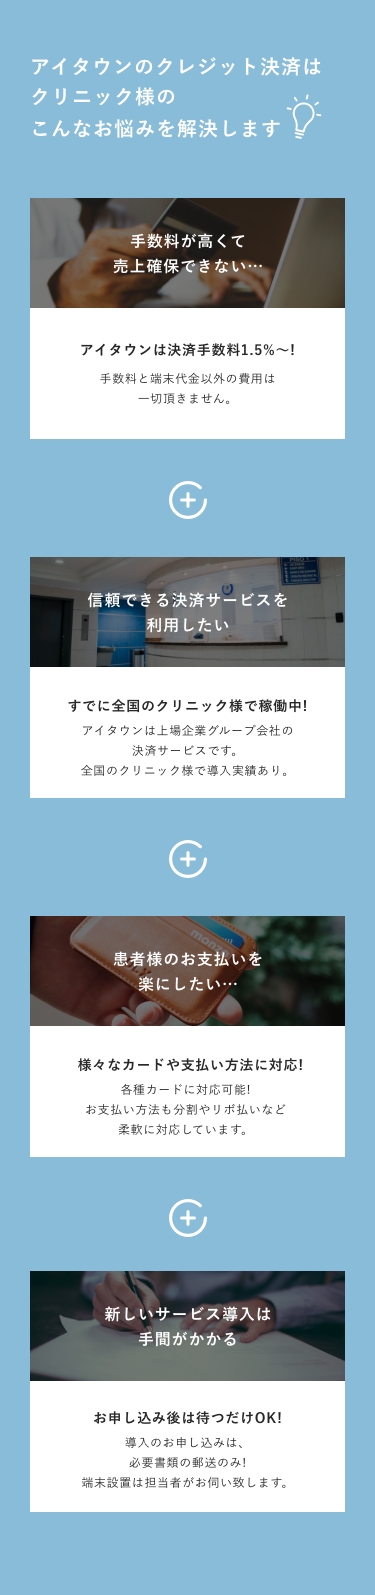 アイタウンのクレジット決済は
クリニック様の
こんなお悩みを解決します
手数料が高くて
売上確保できない…
アイタウンは決済手数料1.5%〜!
手数料と端末代金以外の費用は
一切頂きません。
信頼できる決済サービスを
利用したい
すでに全国のクリニック様で稼働中!
アイタウンは上場企業グループ会社の
決済サービスです。
全国のクリニック様で導入実績あり。
monzo
患者様のお支払いを
楽にしたい…
様々なカードや支払い方法に対応!
各種カードに対応可能!
お支払い方法も分割やリボ払いなど
柔軟に対応しています。
新しいサービス導入は
手間がかかる
お申し込み後は待つだけOK!
導入のお申し込みは、
必要書類の郵送のみ!
端末設置は担当者がお伺い致します。